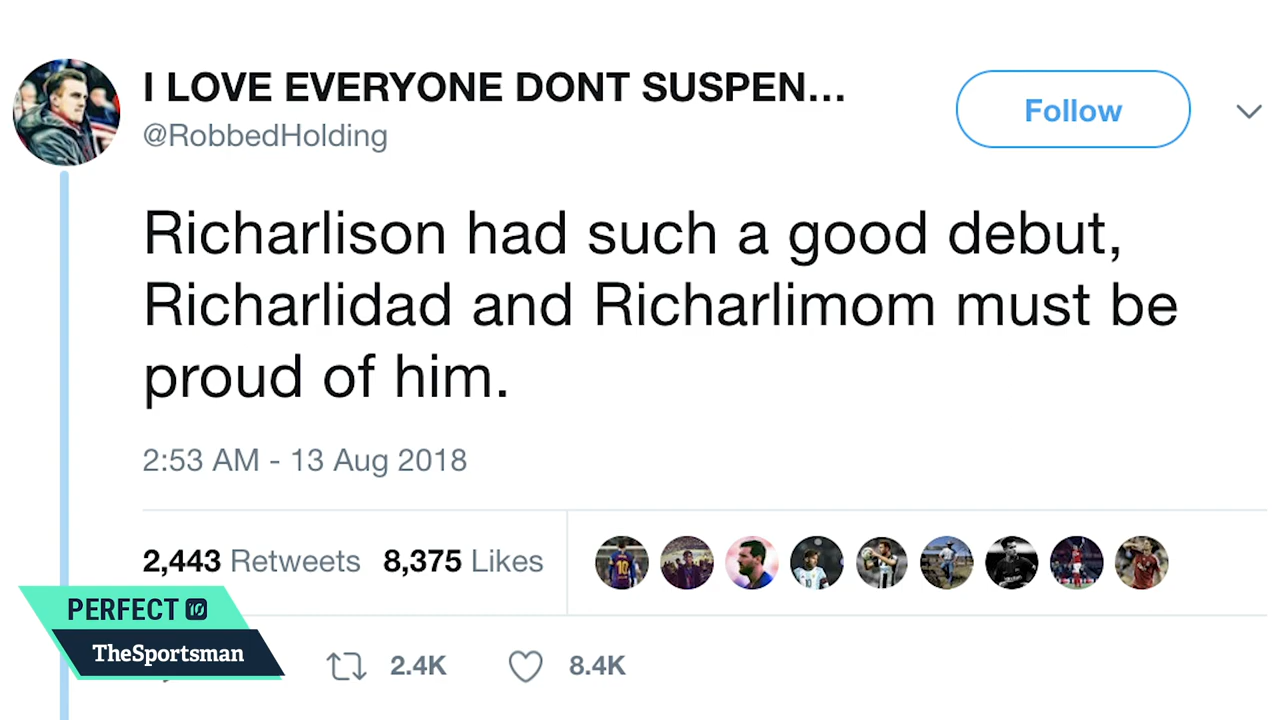 I LOVE EVERYONE DONT SUSPEN...
@RobbedHolding
Follow
Richarlison had such a good debut,
Richarlidad and Richarlimom must be
proud of him.
2:53 AM - 13 Aug 2018
2,443 Retweets 8,375 Likes
PERFECT 10
TheSportsman
2.4K 8.4K